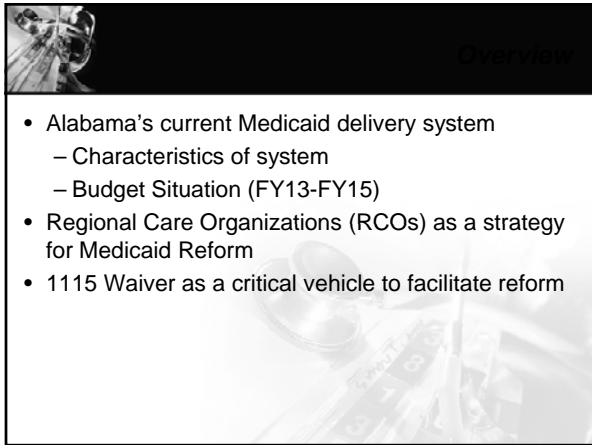 Overview
• Alabama's current Medicaid delivery system
– Characteristics of system
– Budget Situation (FY13-FY15)
• Regional Care Organizations (RCOs) as a strategy
for Medicaid Reform
• 1115 Waiver as a critical vehicle to facilitate reform